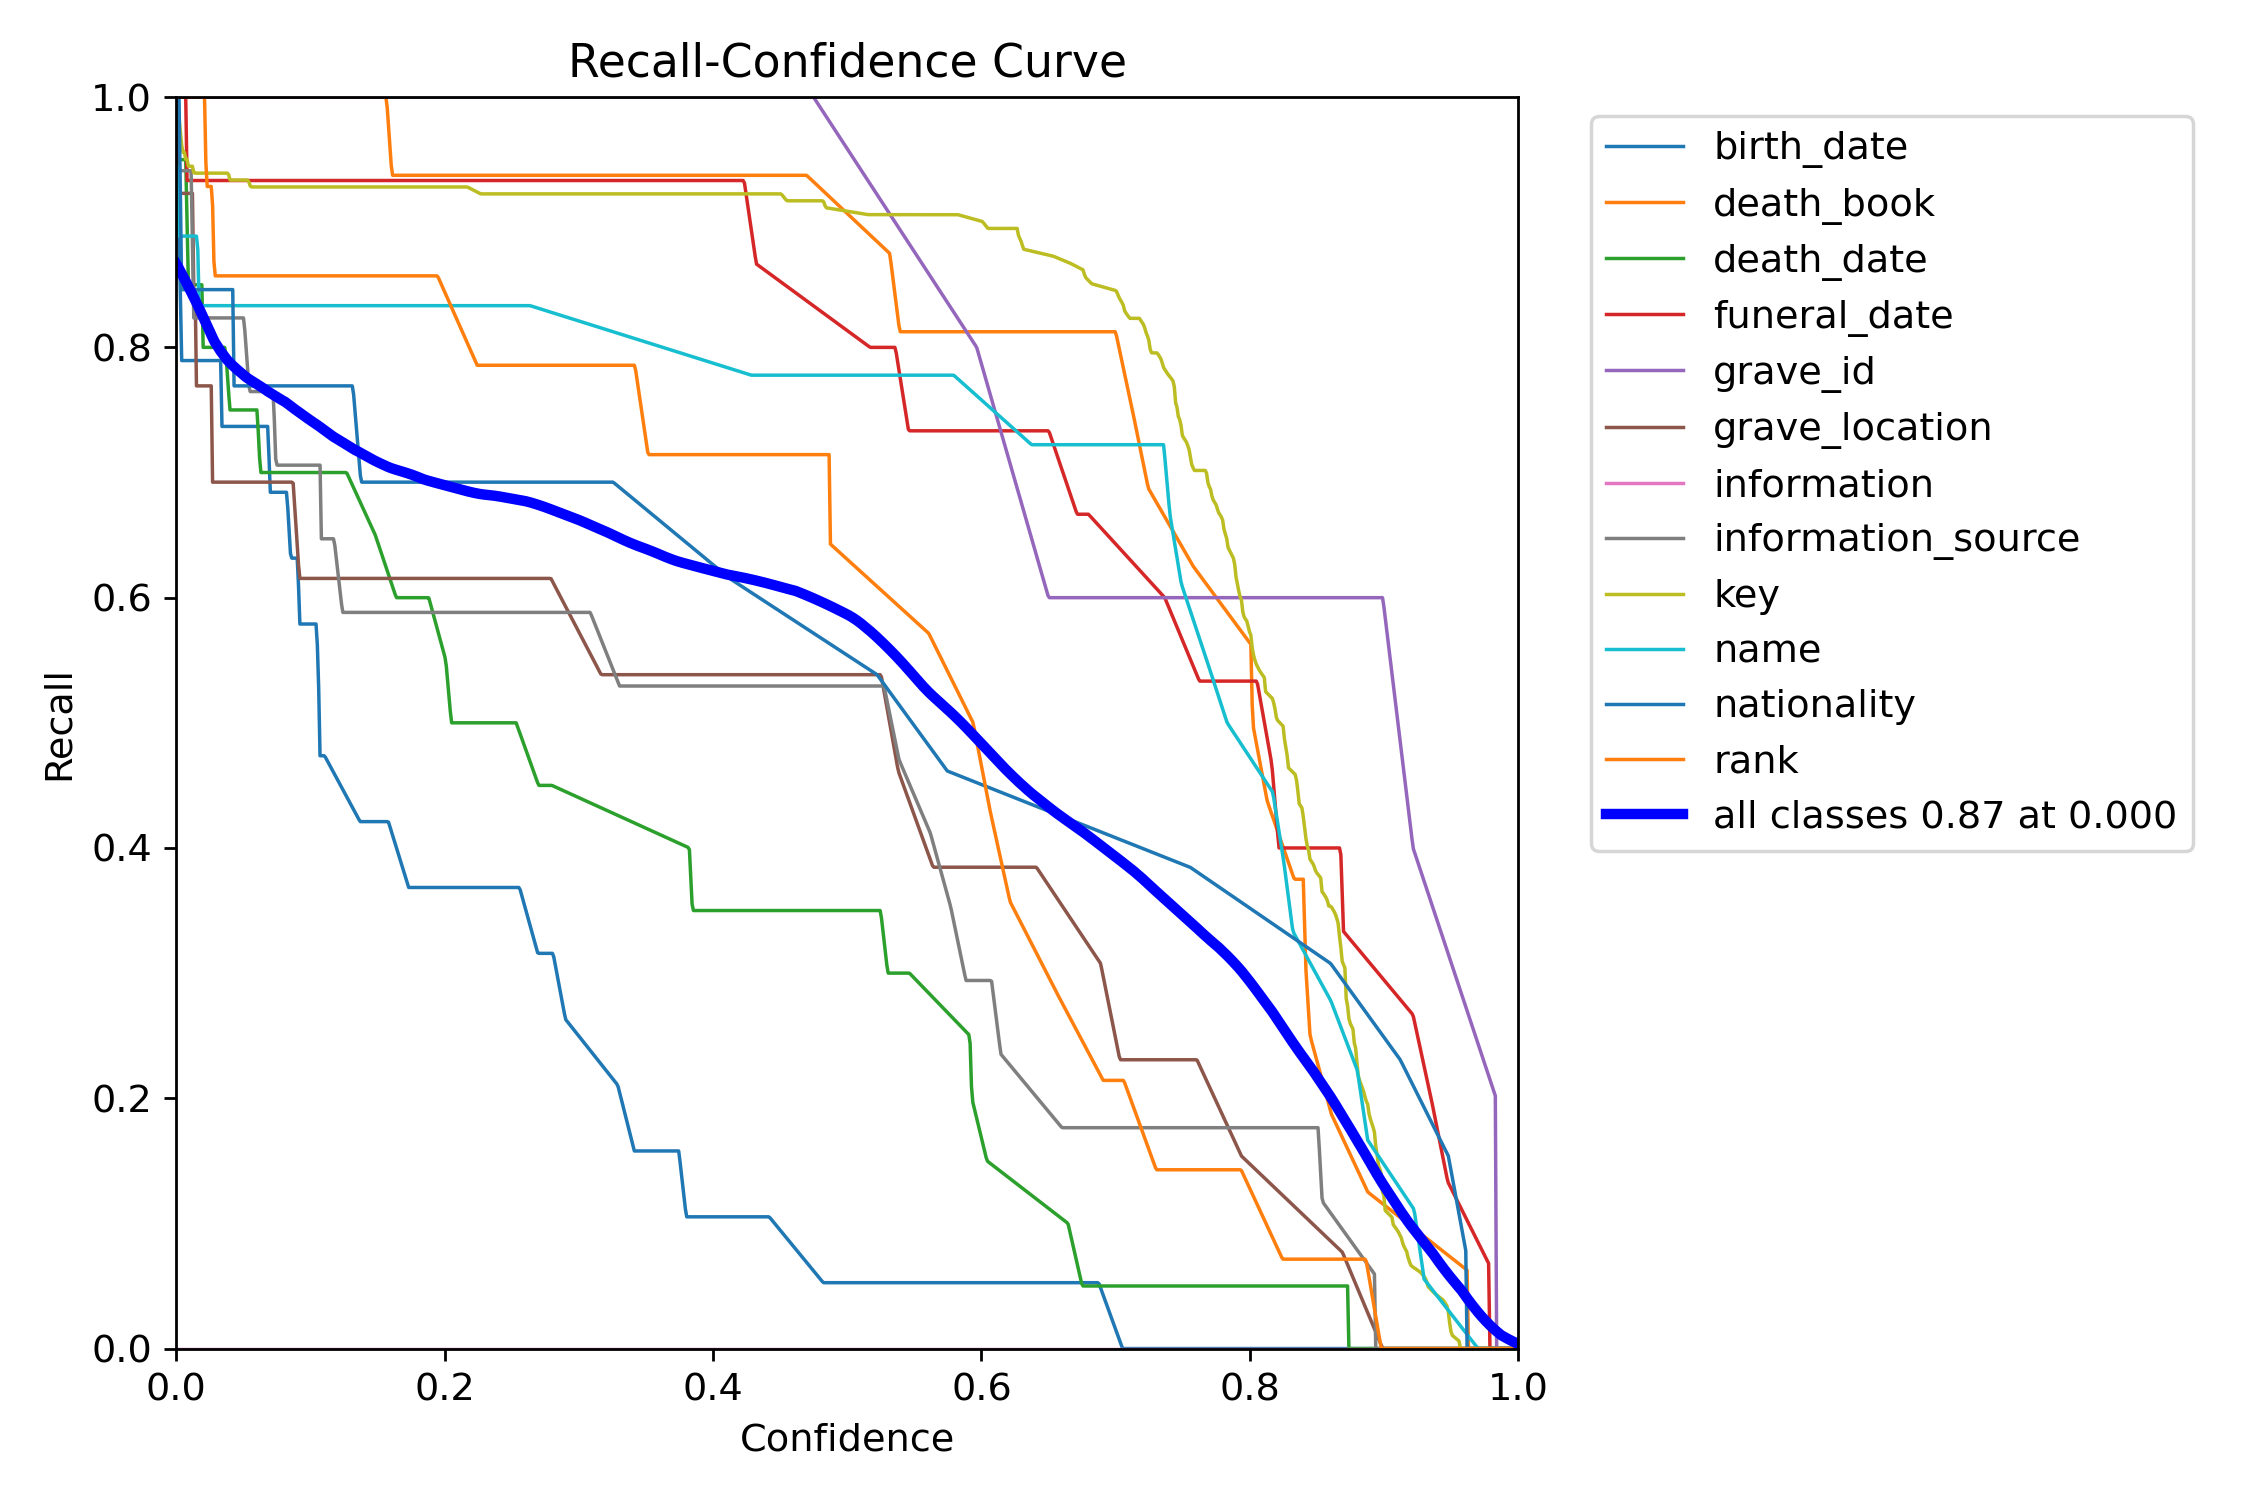 Recall-Confidence Curve
1.0
0.8
0.6
0.4
0.2
0.0
Recall
0.0 0.2 0.4 0.6 0.8 1.0
Confidence
birth_date
death_book
death_date
funeral_date
grave_id
grave_location
information
information_source
key
name
nationality
rank
all classes 0.87 at 0.000